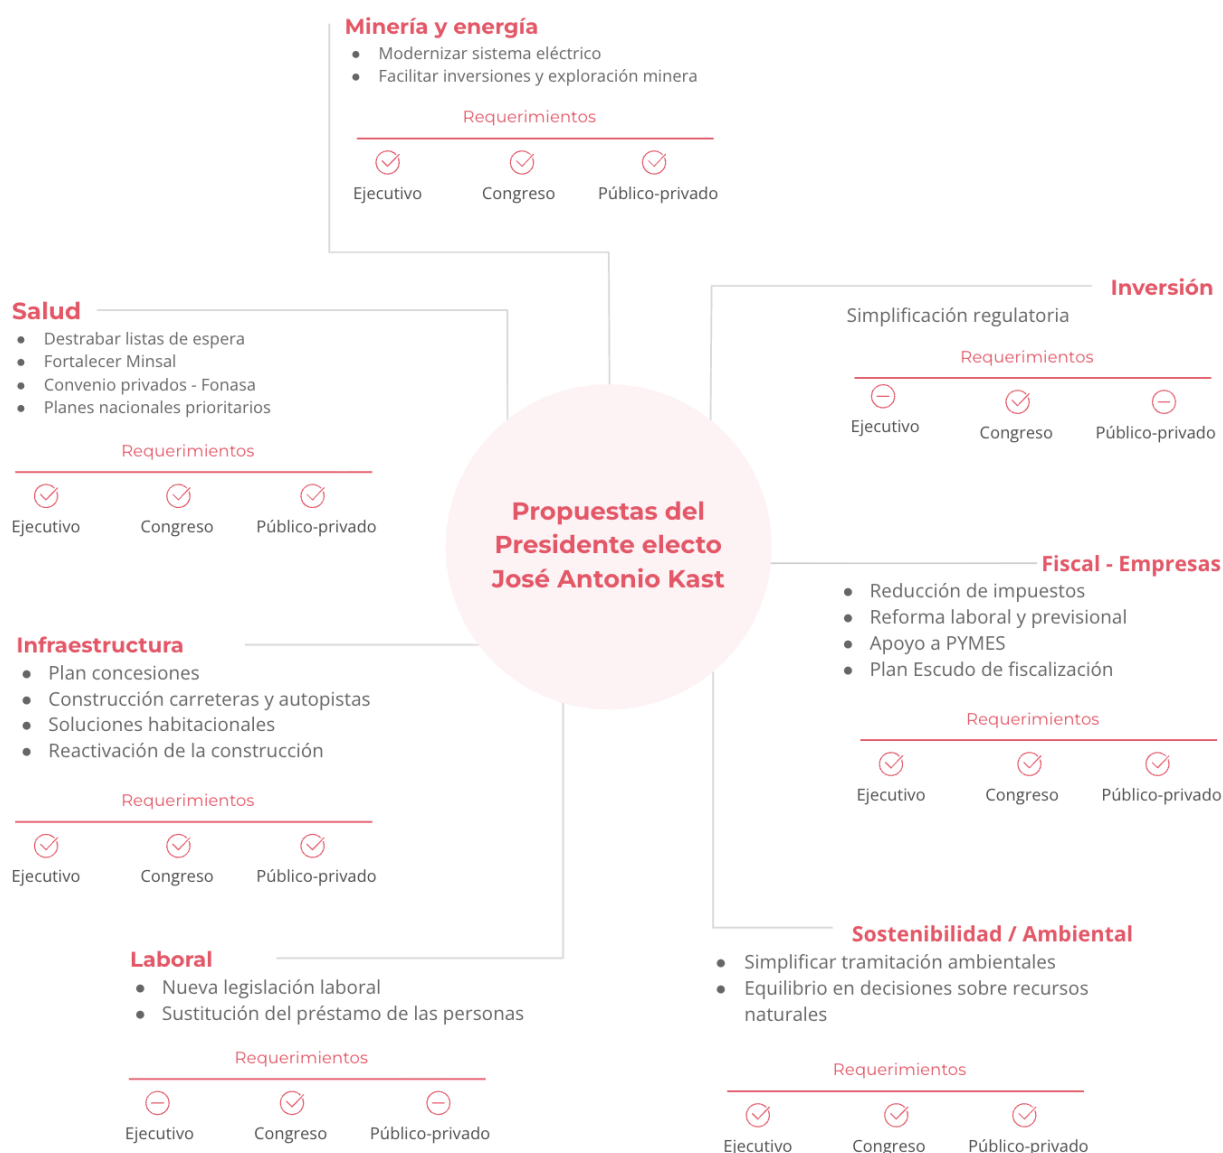 Minería y energía
● Modernizar sistema eléctrico
● Facilitar inversiones y exploración minera
Requerimientos
Ejecutivo Congreso Público-privado
Salud
● Destrabar listas de espera
● Fortalecer Minsal
● Convenio privados - Fonasa
● Planes nacionales prioritarios
Requerimientos
Ejecutivo Congreso Público-privado
Inversión
Simplificación regulatoria
Requerimientos
Ejecutivo Congreso Público-privado
Propuestas del
Presidente electo
José Antonio Kast
Fiscal - Empresas
● Reducción de impuestos
● Reforma laboral y previsional
● Apoyo a PYMES
● Plan Escudo de fiscalización
Requerimientos
Ejecutivo Congreso Público-privado
Infraestructura
● Plan concesiones
● Construcción carreteras y autopistas
● Soluciones habitacionales
● Reactivación de la construcción
Requerimientos
Ejecutivo Congreso Público-privado
Laboral
● Nueva legislación laboral
● Sustitución del préstamo de las personas
Requerimientos
Ejecutivo Congreso Público-privado
Sostenibilidad / Ambiental
● Simplificar tramitación ambientales
● Equilibrio en decisiones sobre recursos
naturales
Requerimientos
Ejecutivo Congreso Público-privado